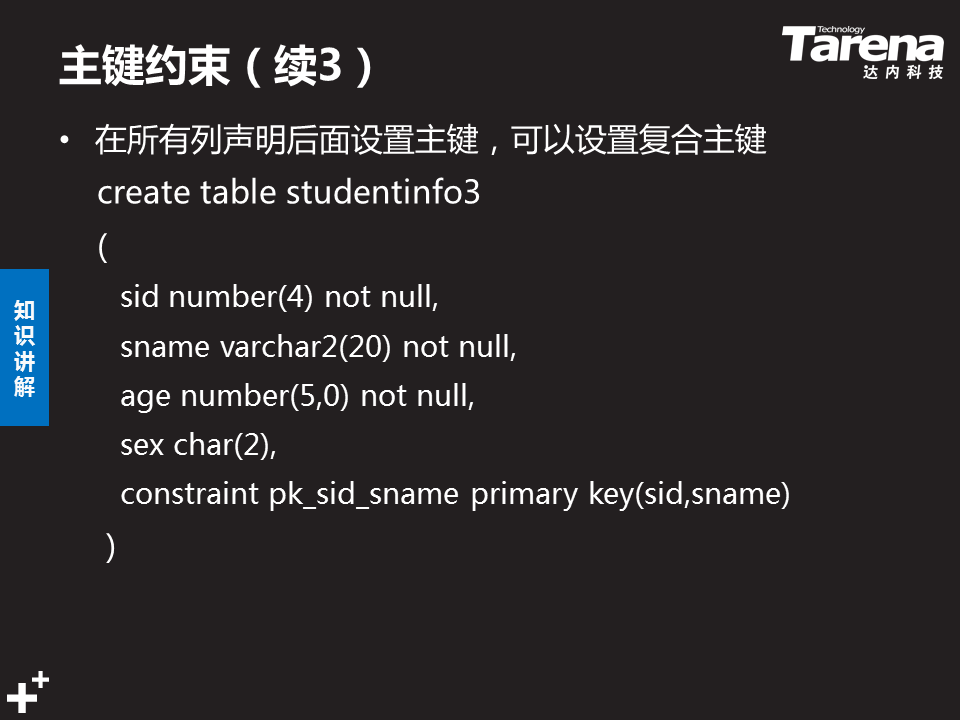 主键约束（续3）
Technology
Tarena
达内科技
• 在所有列声明后面设置主键，可以设置复合主键
create table studentinfo3
(
sid number(4) not null,
sname varchar2(20) not null,
age number(5,0) not null,
sex char(2),
constraint pk_sid_sname primary key(sid,sname)
)
知
识
讲
解